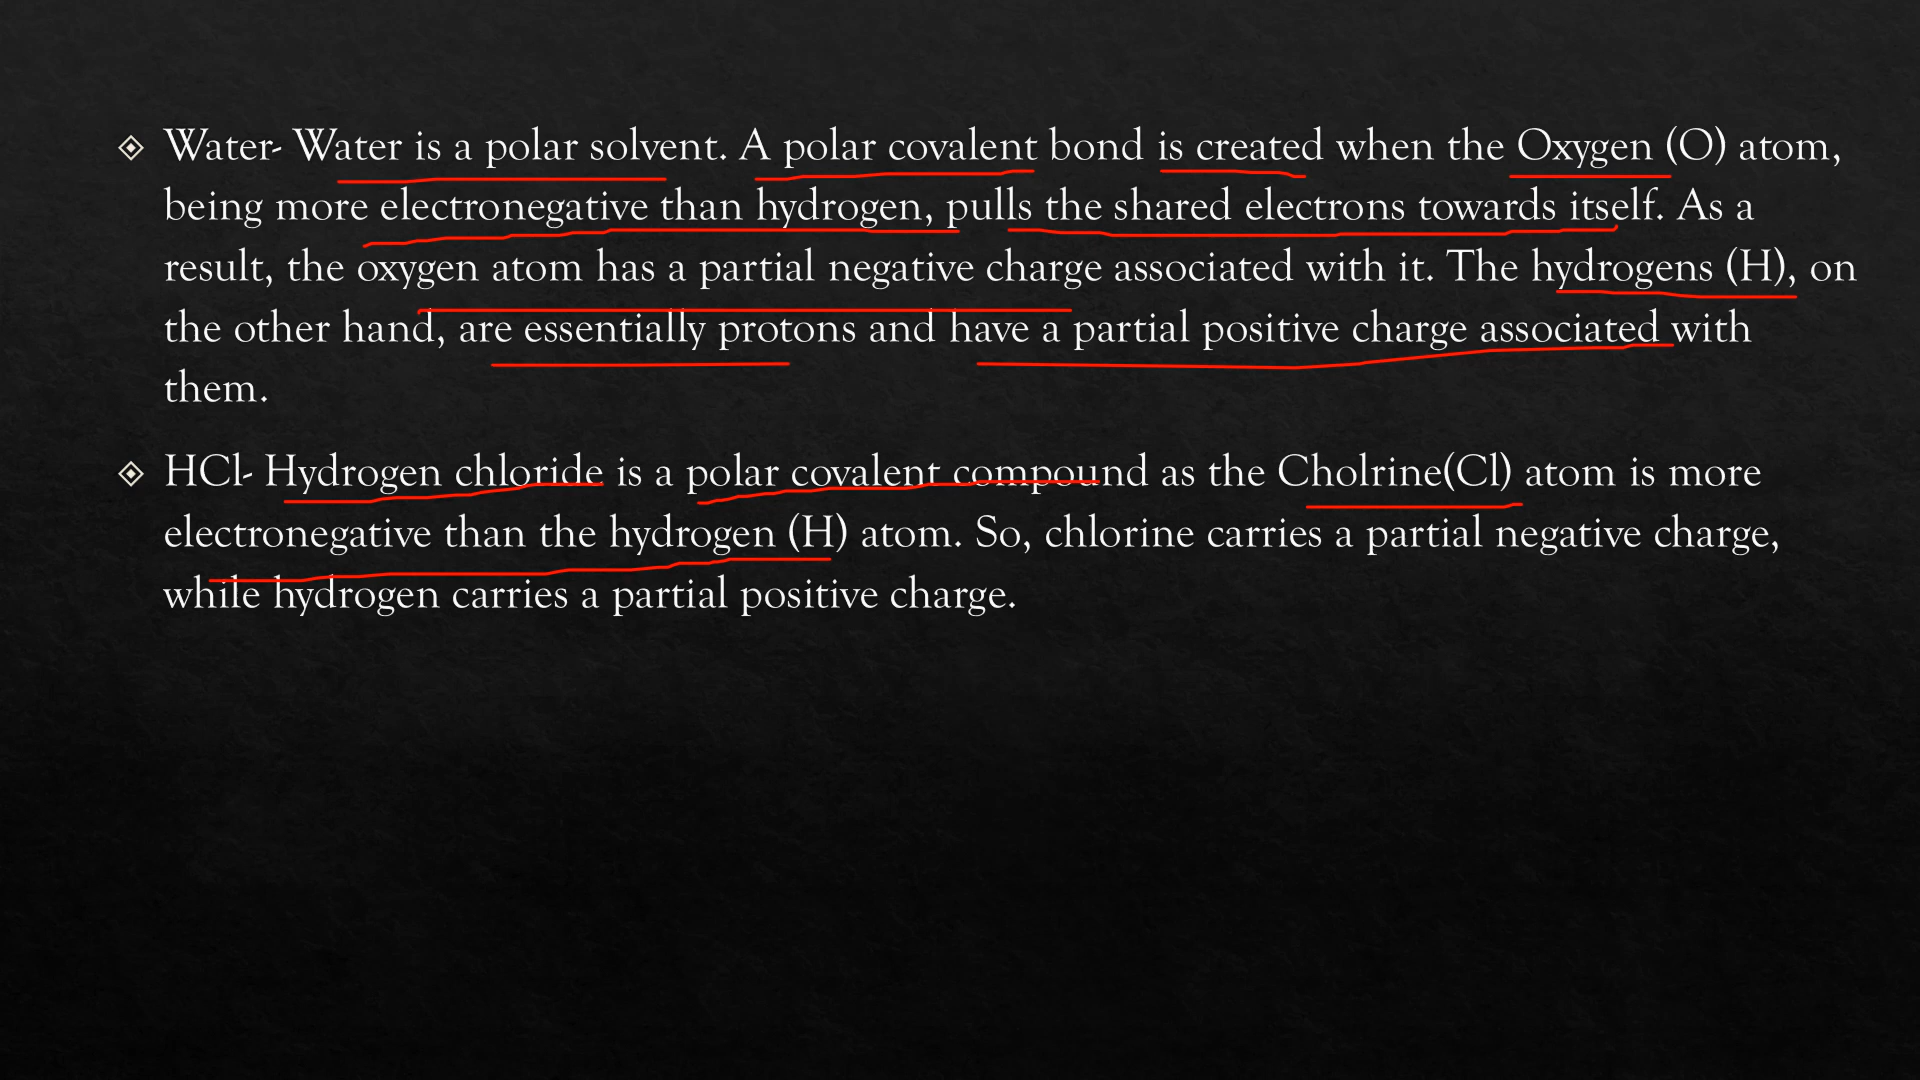 Water- Water is a polar solvent. A polar covalent bond is created when the Oxygen (O) atom,
being more electronegative than hydrogen, pulls the shared electrons towards itself. As a
result, the oxygen atom has a partial negative charge associated with it. The hydrogens (H), on
the other hand, are essentially protons and have a partial positive charge associated with
them.
HCl- Hydrogen chloride is a polar covalent compound as the Cholrine(Cl) atom is more
electronegative than the hydrogen (H) atom. So, chlorine carries a partial negative charge,
while hydrogen carries a partial positive charge.